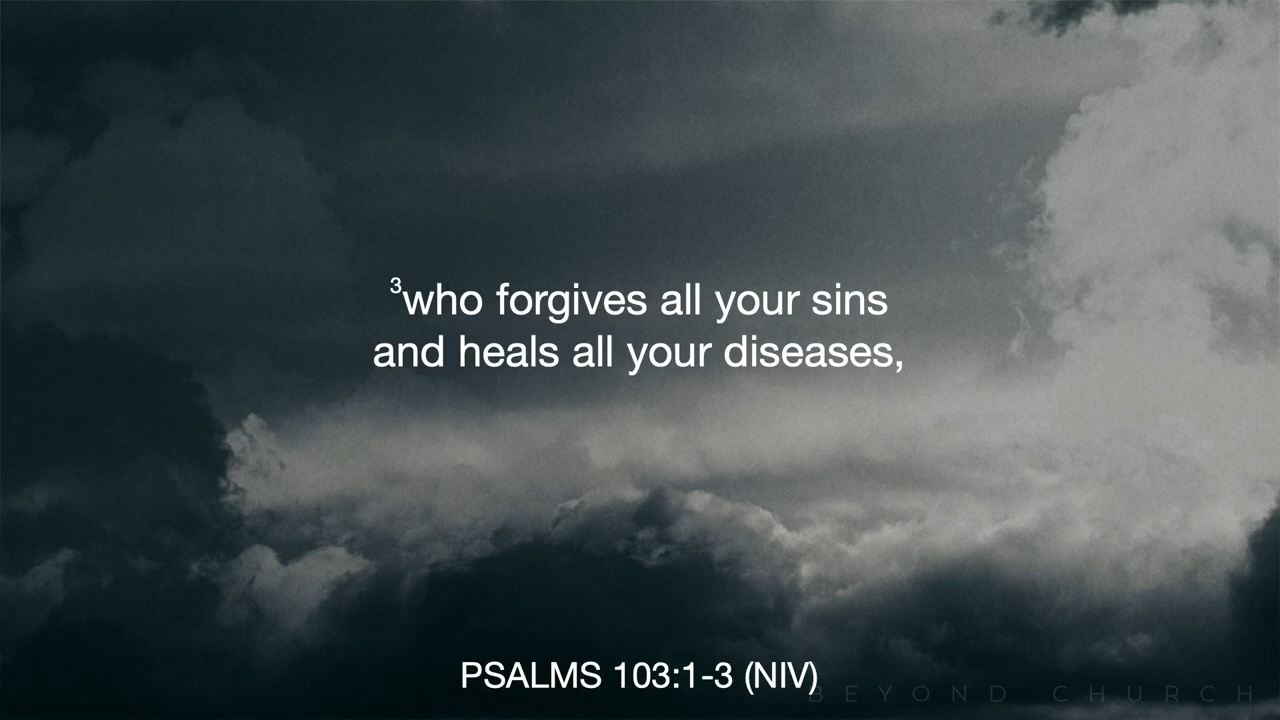 ³who forgives all your sins
and heals all your diseases,
PSALMS 103:1-3 (NIV)
BEYOND CHURCH